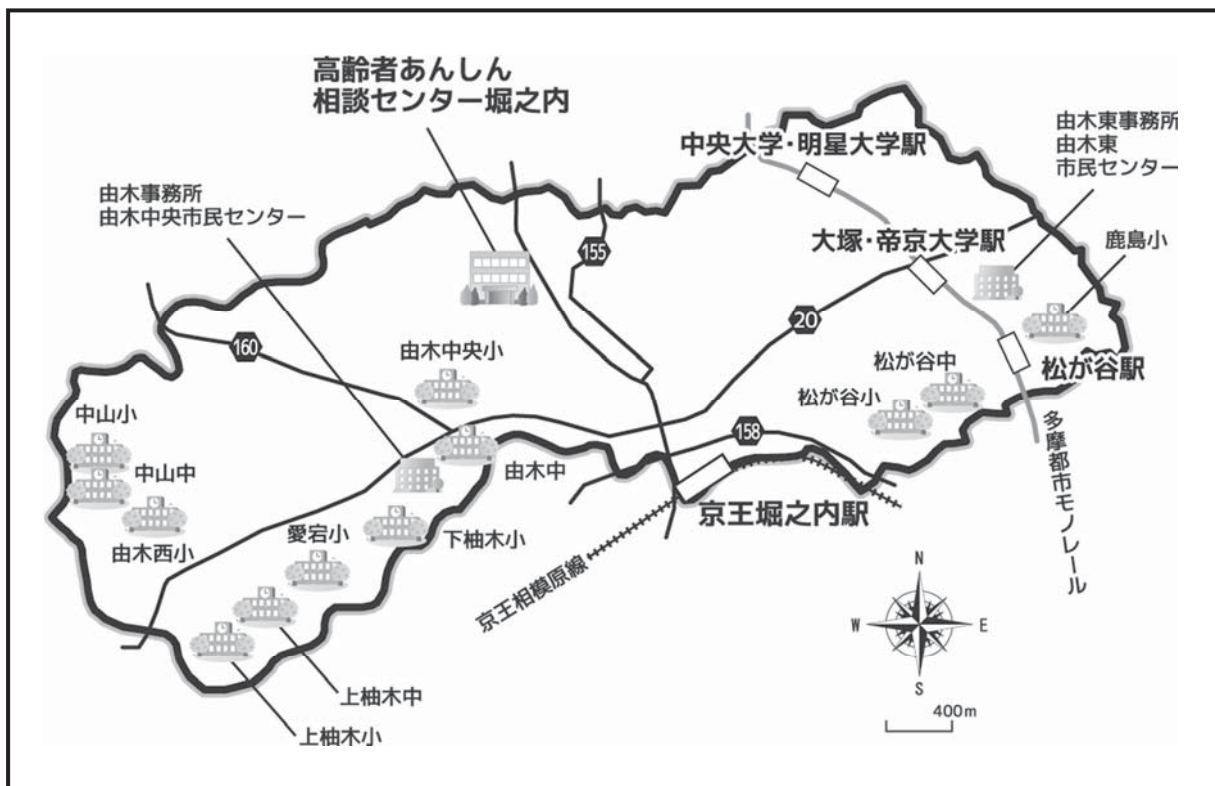 高齢者あんしん
相談センター堀之内
中央大学・明星大学駅
由木東事務所
由木東
市民センター
由木事務所
由木中央市民センター
大塚・帝京大学駅
鹿島小
155
20
160
由木中央小
松が谷中
松が谷駅
松が谷小
中山小
158
多摩都市モノレール
中山中
由木中
京王堀之内駅
由木西小
愛宕小
下柚木小
京王相模原線
N
W
E
S
上柚木中
上柚木小
400m